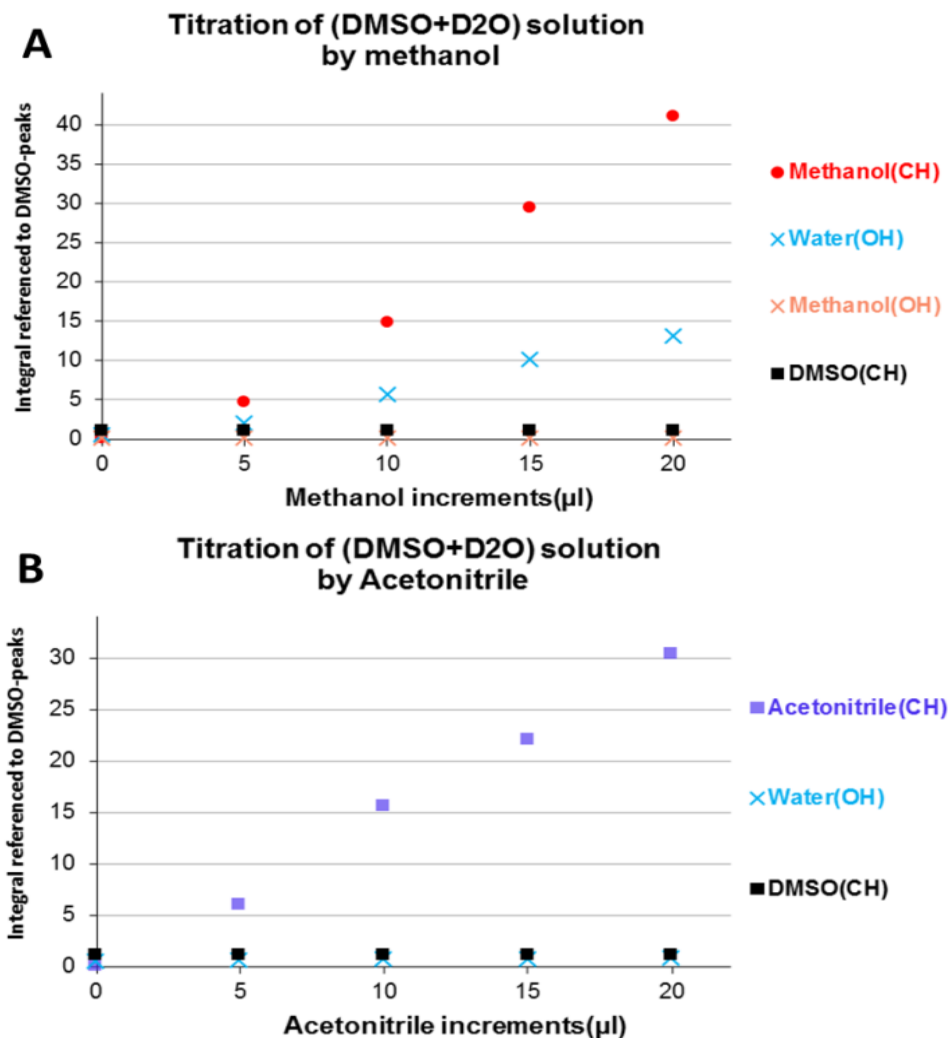 A
Titration of (DMSO+D2O) solution
by methanol
Integral referenced to DMSO-peaks
40
35
30
25
20
15
10
5
0
0 5 10 15 20
Methanol increments(µl)
Methanol(CH)
Water(OH)
Methanol(OH)
DMSO(CH)
B
Titration of (DMSO+D2O) solution
by Acetonitrile
Integral referenced to DMSO-peaks
30
25
20
15
10
5
0
0 5 10 15 20
Acetonitrile increments(µl)
Acetonitrile(CH)
Water(OH)
DMSO(CH)